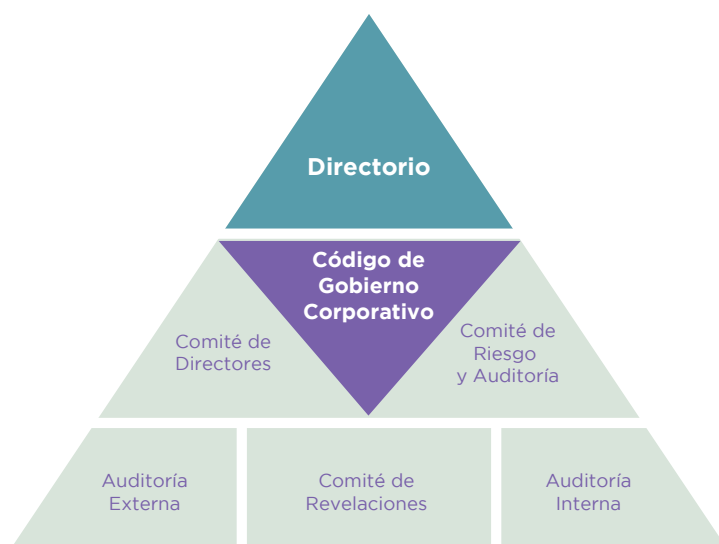 Directorio
Código de
Gobierno
Corporativo
Comité de
Directores
Comité de
Riesgo
y Auditoría
Auditoría
Externa
Comité de
Revelaciones
Auditoría
Interna